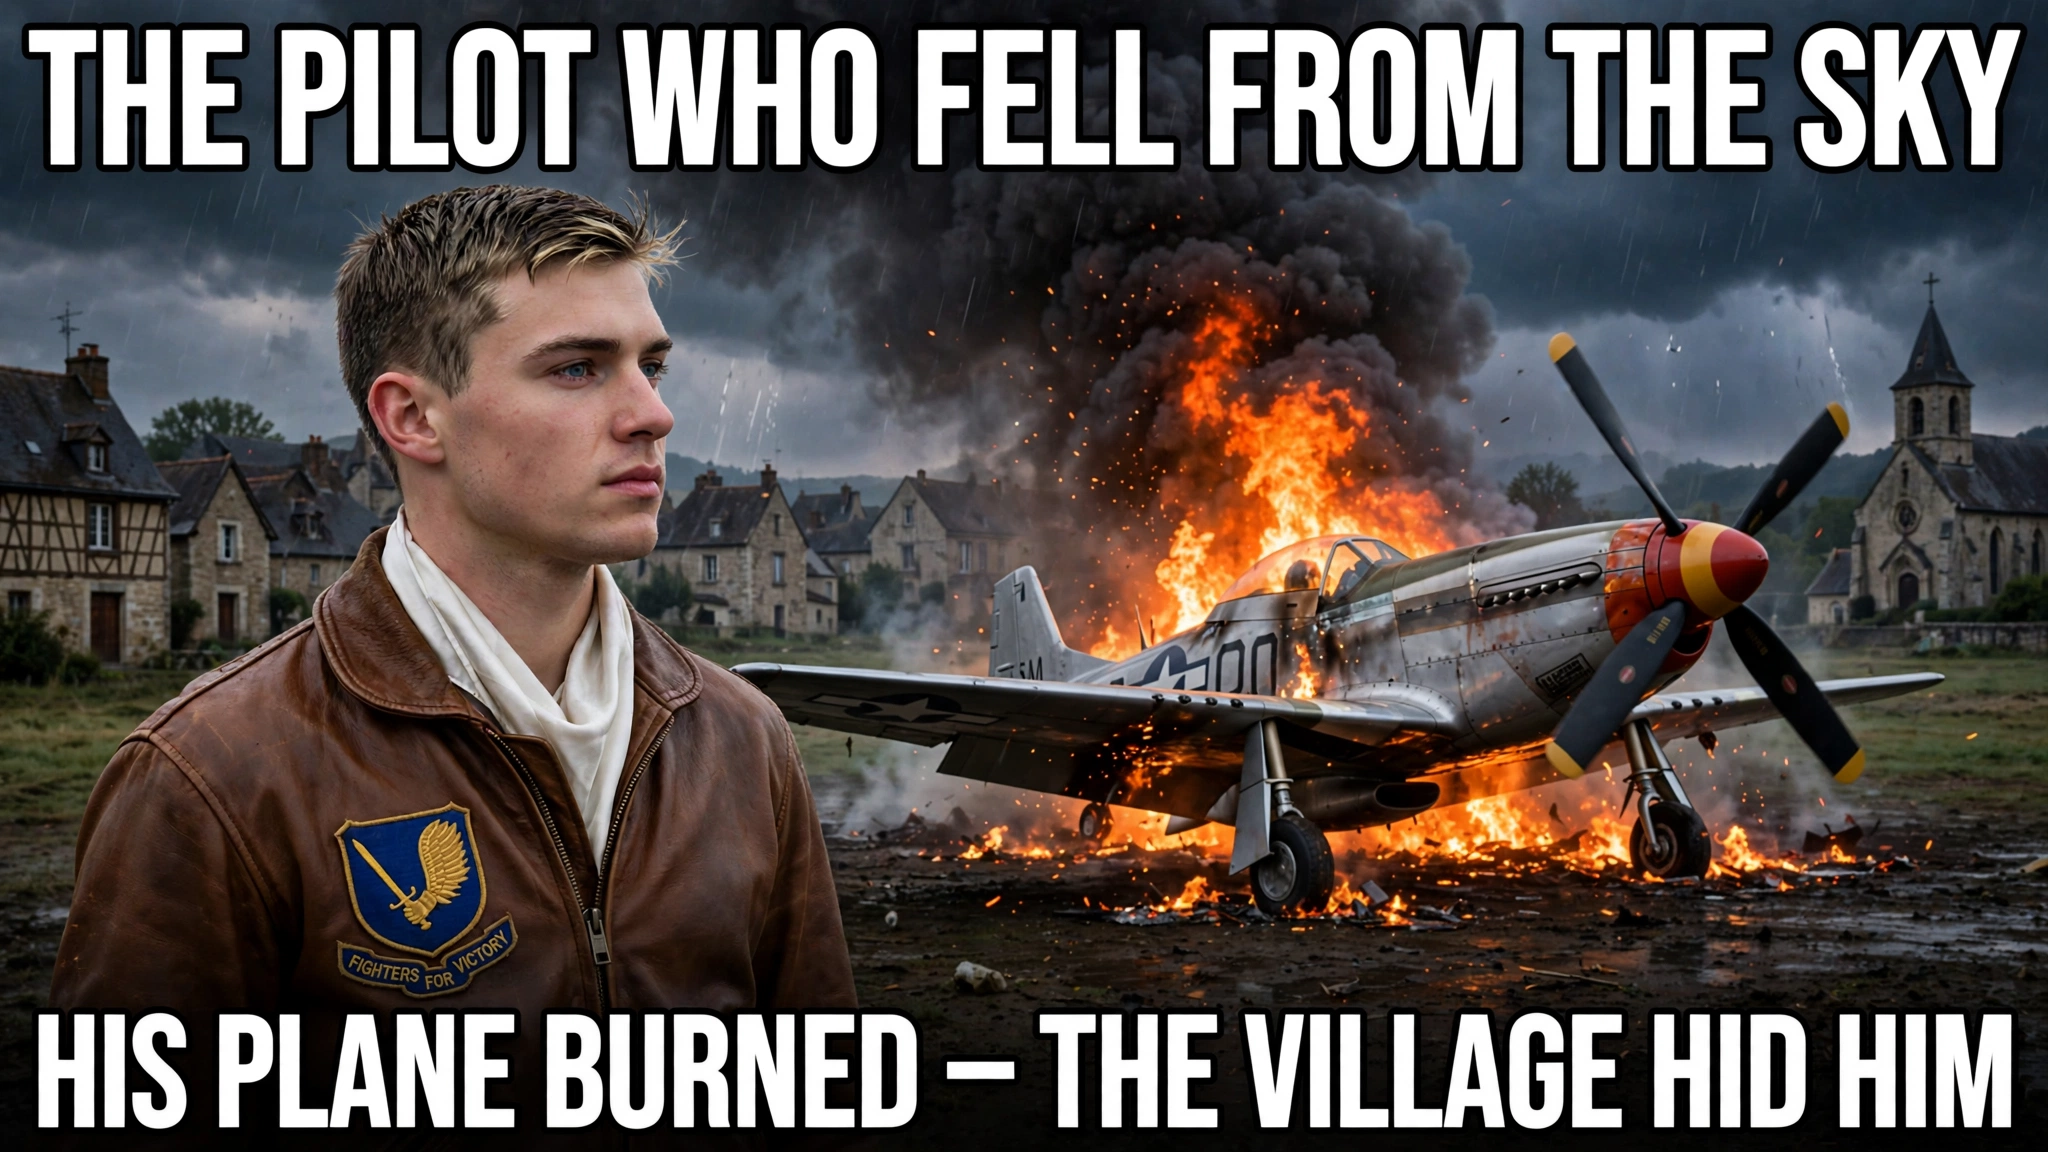 THE PILOT WHO FELL FROM THE SKY
FIGHTERS FOR VICTORY
HIS PLANE BURNED — THE VILLAGE HID HIM